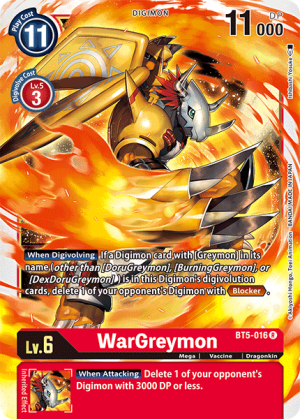 DIGIMON
Play Cost
11
DP
11000
Digivolve Cost
Lv.5
3
When Digivolving If a Digimon card with [Greymon] in its
name (other than [DoruGreymon], [BurningGreymon], or
[DexDoruGreymon]) is in this Digimon's digivolution
cards, delete 1 of your opponent's Digimon with Blocker.
BT5-016 R
Lv.6
WarGreymon
Mega
Vaccine
Dragonkin
Inherited Effect
When Attacking Delete 1 of your opponent's
Digimon with 3000 DP or less.